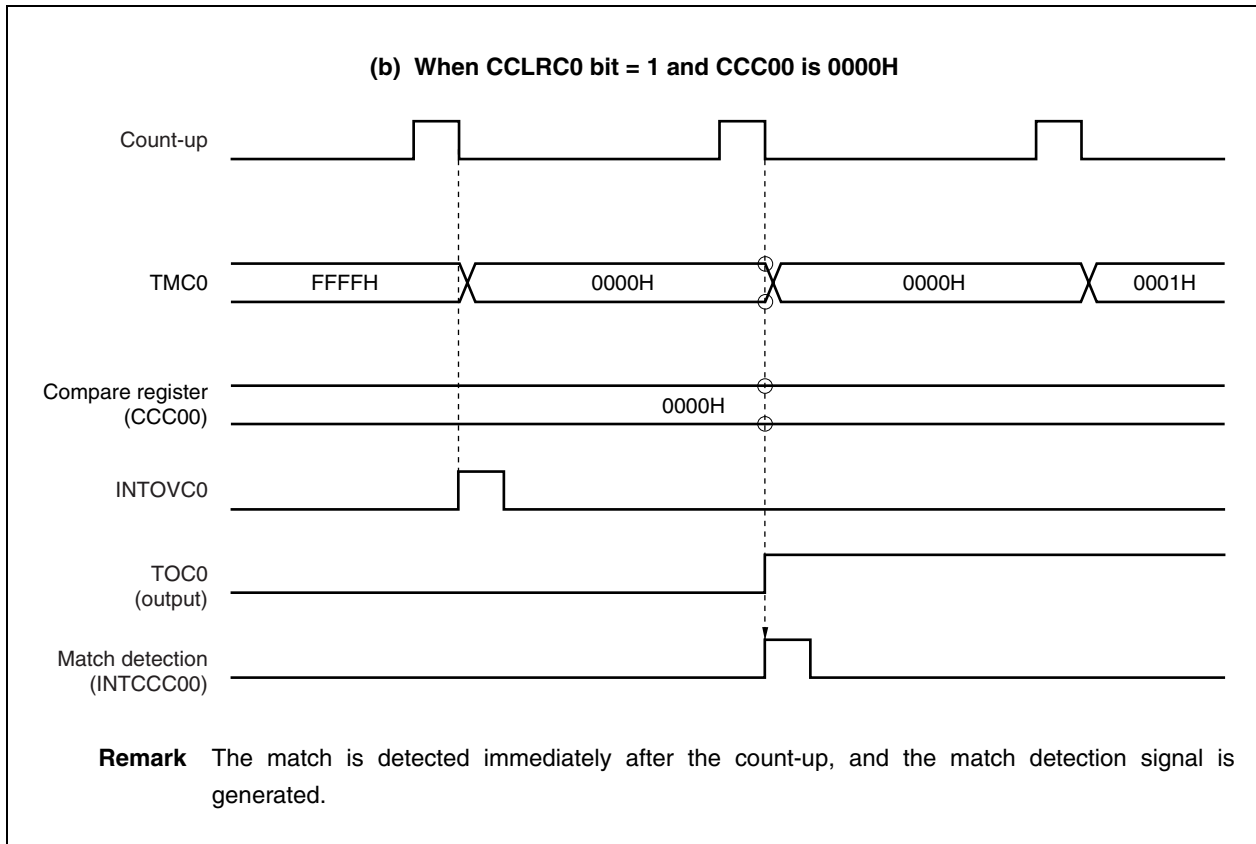 (b) When CCLRC0 bit = 1 and CCC00 is 0000H
Count-up
TMC0
FFFFH
0000H
0000H
0001H
Compare register
(CCC00)
0000H
INTOVC0
TOC0
(output)
Match detection
(INTCCC00)
Remark The match is detected immediately after the count-up, and the match detection signal is
generated.